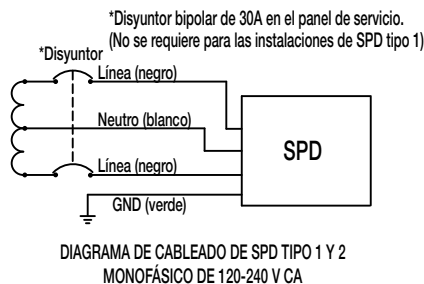 *Disyuntor bipolar de 30A en el panel de servicio.
(No se requiere para las instalaciones de SPD tipo 1)
*Disyuntor
Línea (negro)
Neutro (blanco)
SPD
Línea (negro)
GND (verde)
DIAGRAMA DE CABLEADO DE SPD TIPO 1 Y 2
MONOFÁSICO DE 120-240 V CA